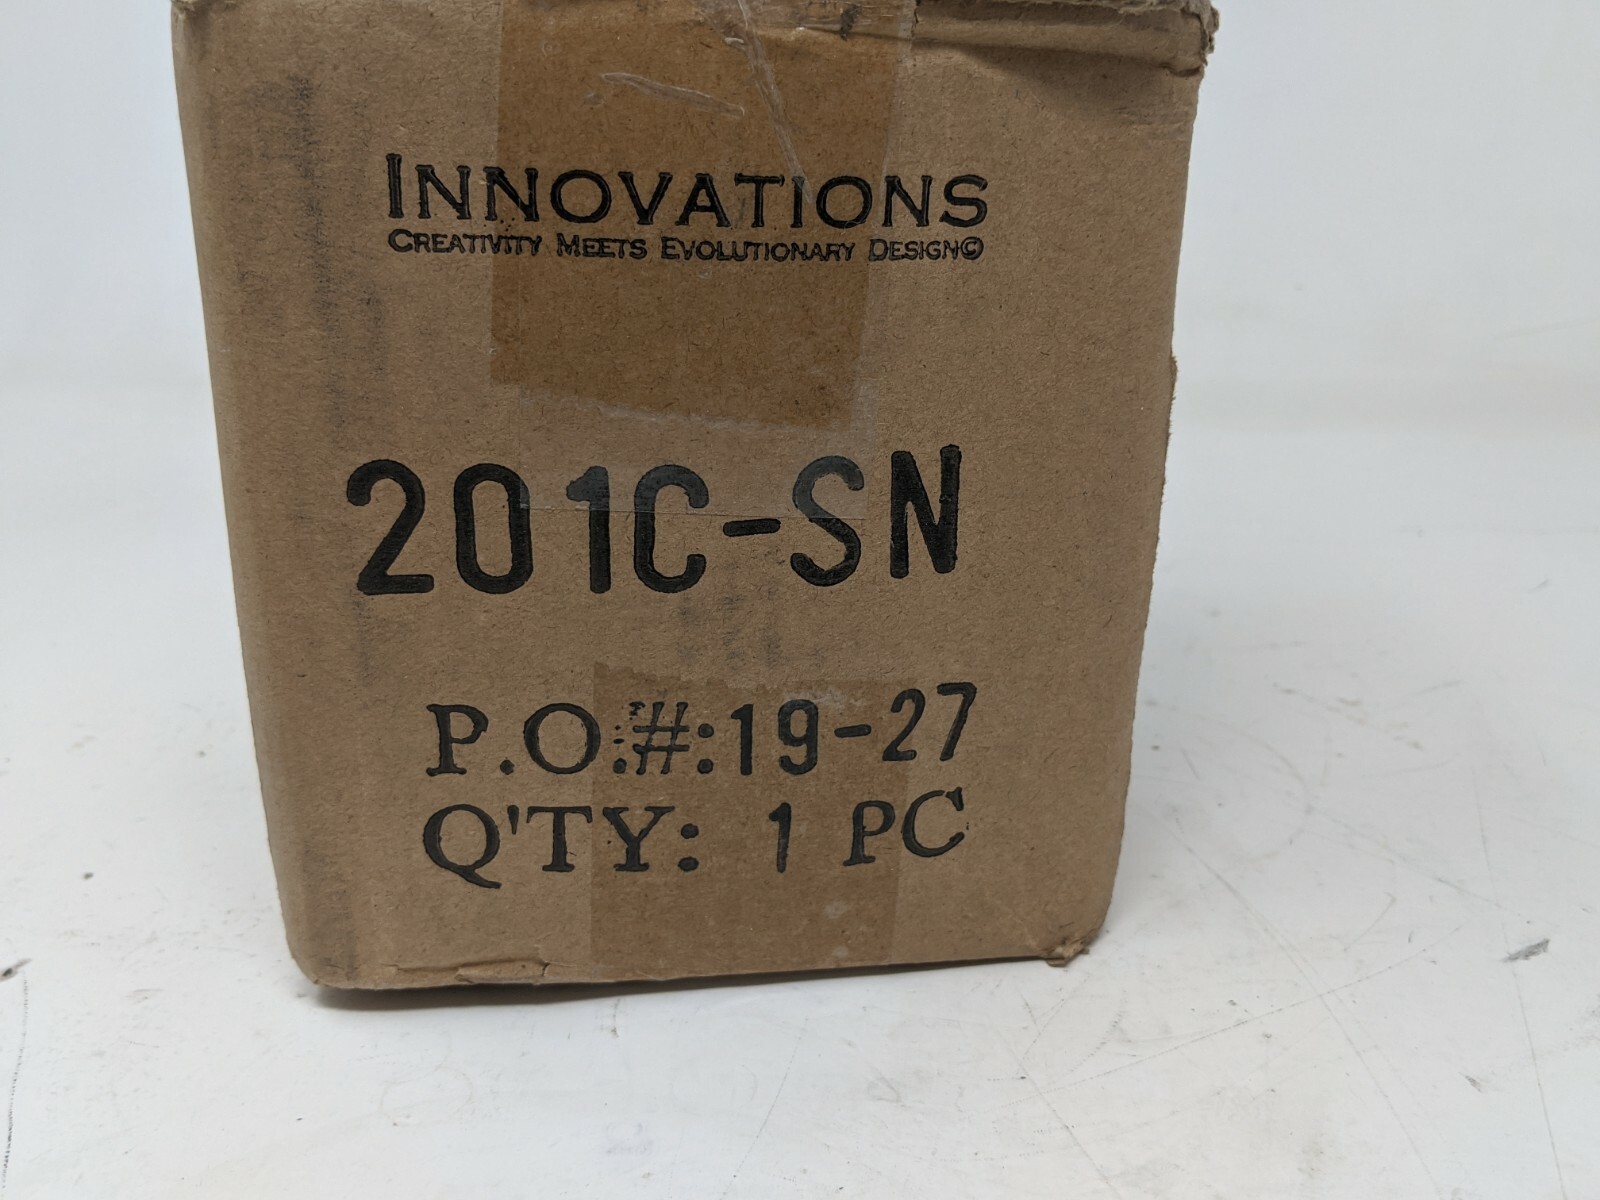 INNOVATIONS
CREATIVITY MEETS EVOLUTIONARY DESIGN©
201C-SN
P.O.#:19-27
Q'TY: 1 PC